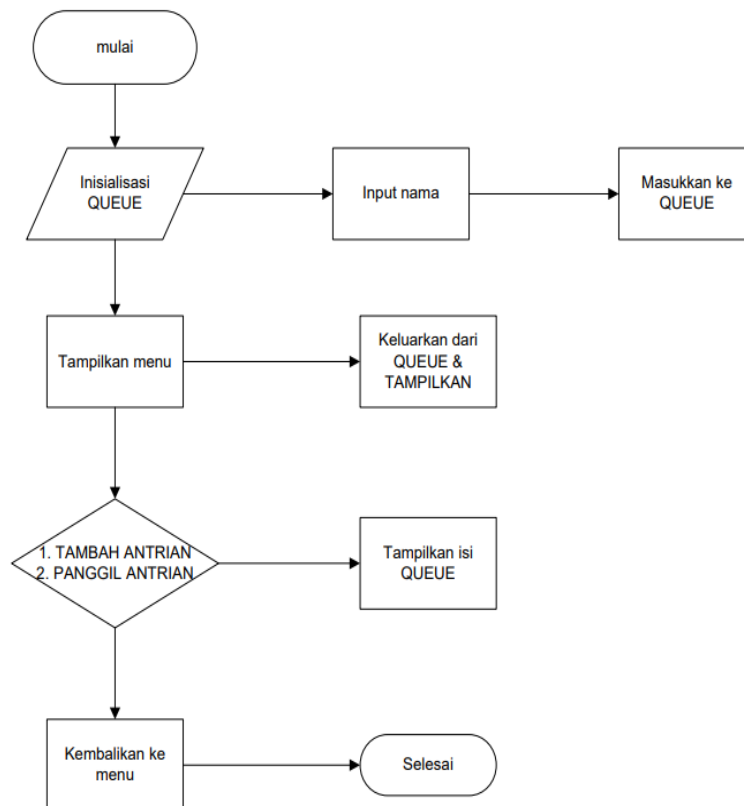 mulai
Inisialisasi
QUEUE
Input nama
Masukkan ke
QUEUE
Tampilkan menu
Keluarkan dari
QUEUE &
TAMPILKAN
1. TAMBAH ANTRIAN
2. PANGGIL ANTRIAN
Tampilkan isi
QUEUE
Kembalikan ke
menu
Selesai